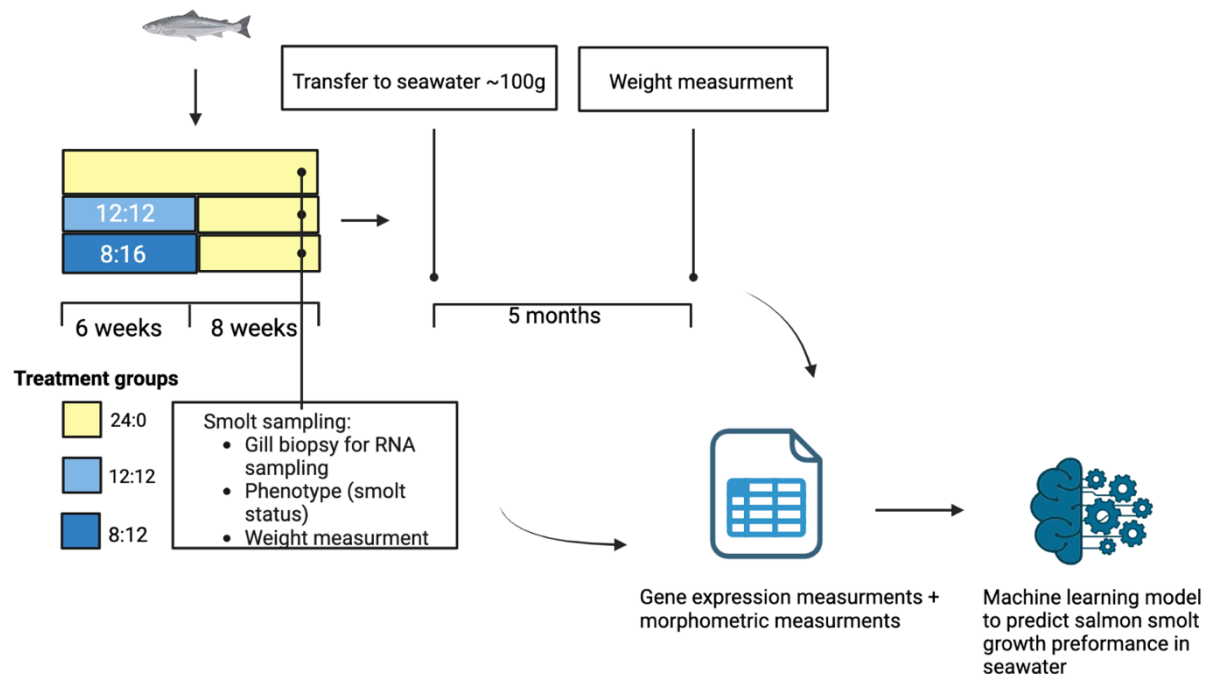 Transfer to seawater ~100g
Weight measurment
12:12
8:16
6 weeks
8 weeks
5 months
Treatment groups
24:0
12:12
8:12
Smolt sampling:
• Gill biopsy for RNA
sampling
• Phenotype (smolt
status)
• Weight measurment
Gene expression measurments +
morphometric measurments
Machine learning model
to predict salmon smolt
growth preformance in
seawater